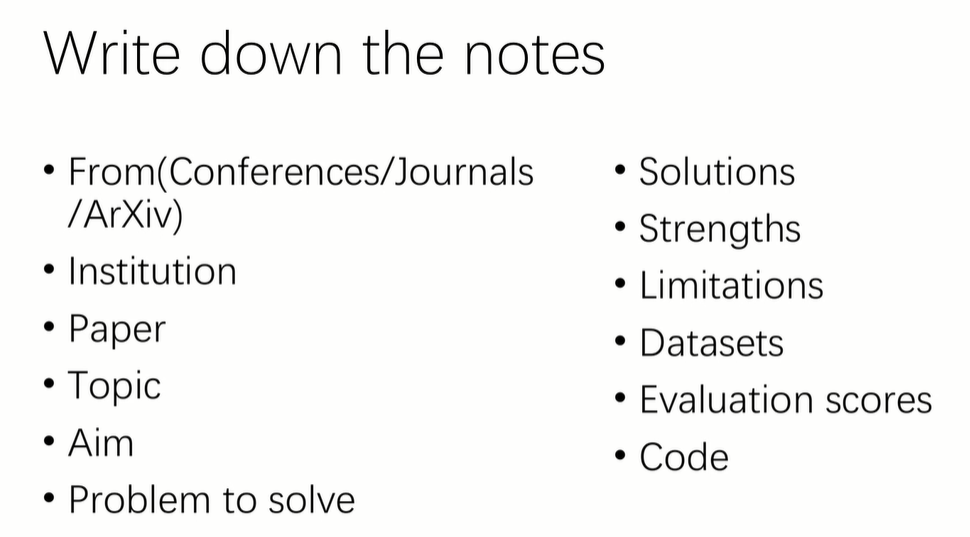 Write down the notes
• From(Conferences/Journals
/ArXiv)
• Institution
• Paper
• Topic
• Aim
• Problem to solve
• Solutions
• Strengths
• Limitations
• Datasets
• Evaluation scores
• Code